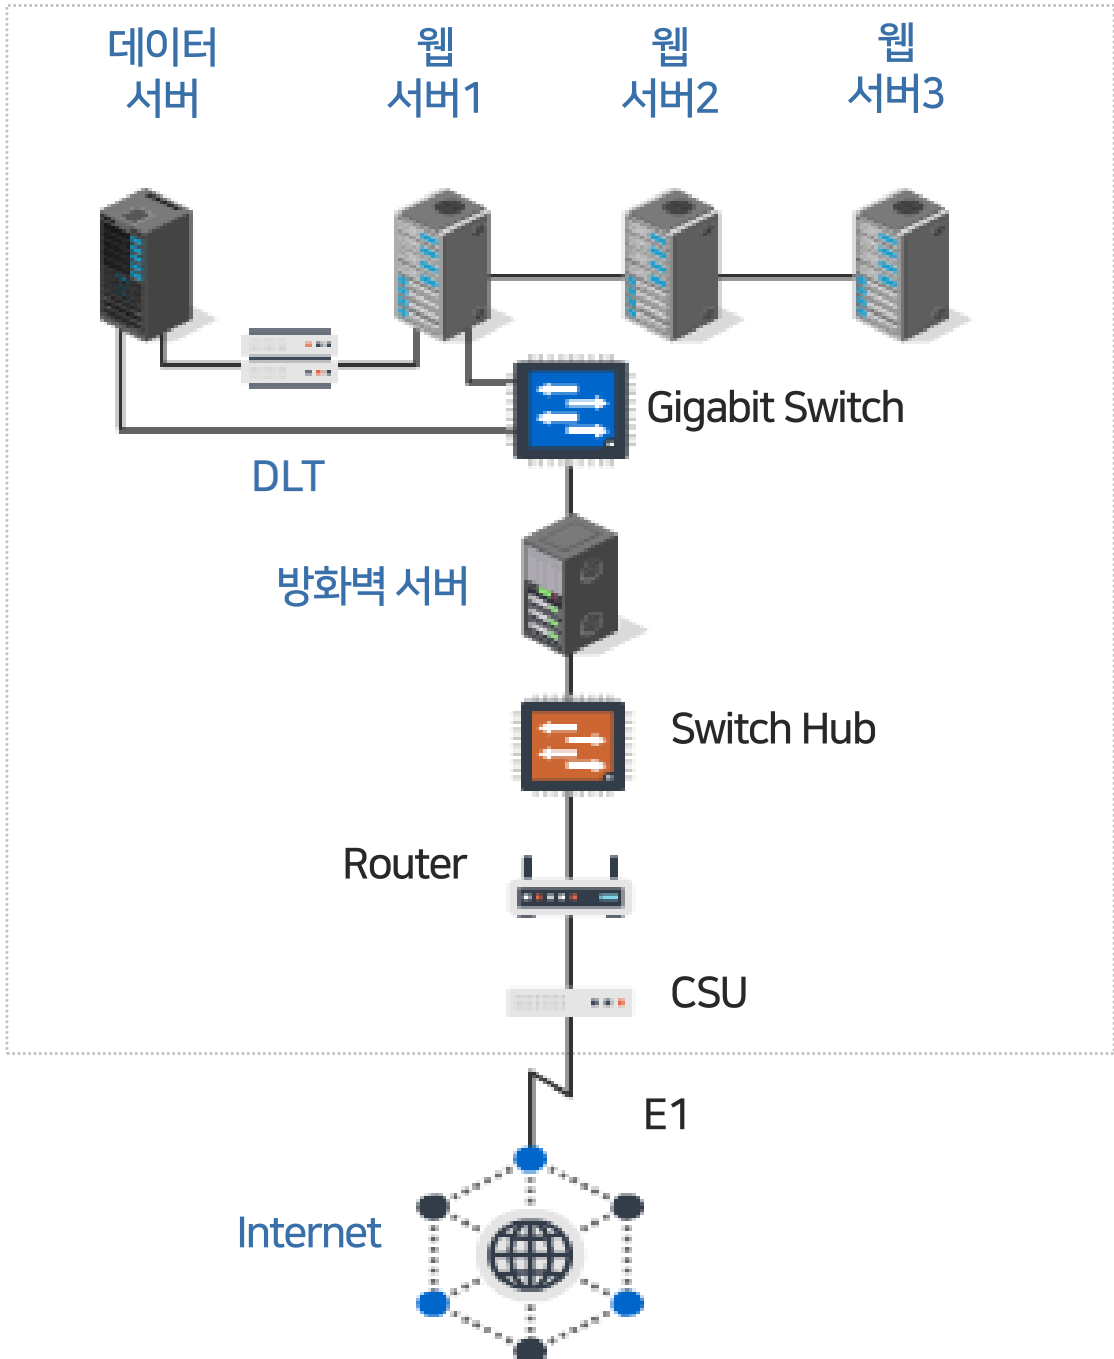 데이터
서버
웹
서버1
웹
서버2
웹
서버3
Gigabit Switch
DLT
방화벽 서버
Switch Hub
Router
CSU
E1
Internet